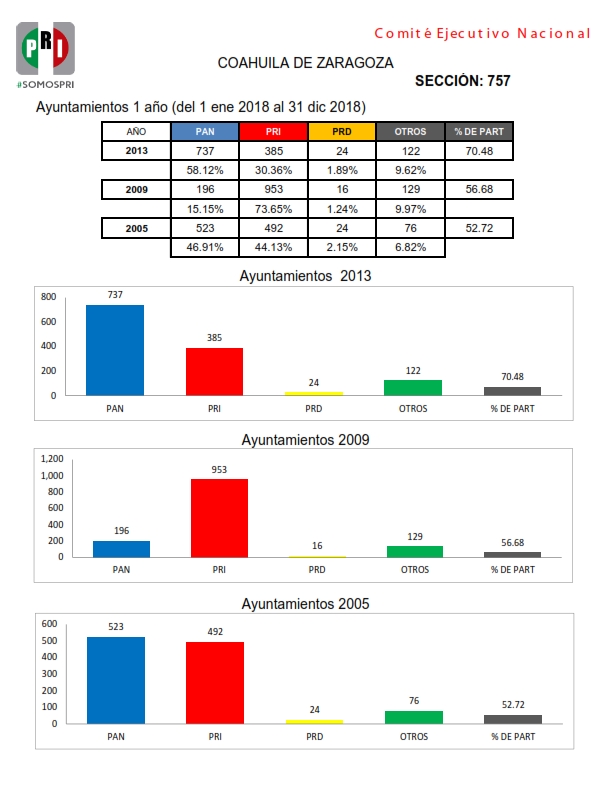 PRI
#SOMOSPRI
Comité Ejecutivo Nacional
COAHUILA DE ZARAGOZA
SECCIÓN: 757
Ayuntamientos 1 año (del 1 ene 2018 al 31 dic 2018)
AÑO PAN PRI PRD OTROS % DE PART
2013 737 385 24 122 70.48
58.12% 30.36% 1.89% 9.62%
2009 196 953 16 129 56.68
15.15% 73.65% 1.24% 9.97%
2005 523 492 24 76 52.72
46.91% 44.13% 2.15% 6.82%
Ayuntamientos 2013
800
600
400
200
0
737
385
24
122
70.48
PAN PRI PRD OTROS % DE PART
Ayuntamientos 2009
1,200
1,000
800
600
400
200
0
196
953
16
129
56.68
PAN PRI PRD OTROS % DE PART
Ayuntamientos 2005
600
500
400
300
200
100
0
523
492
24
76
52.72
PAN PRI PRD OTROS % DE PART